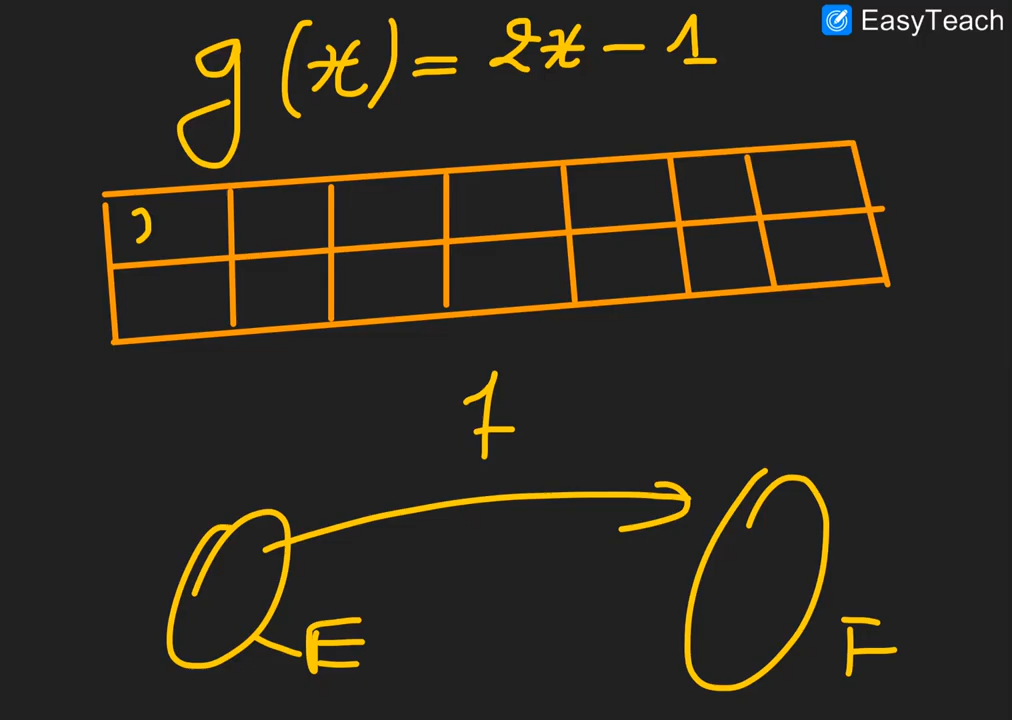 EasyTeach
g(x) = 2x - 1
f
E
F